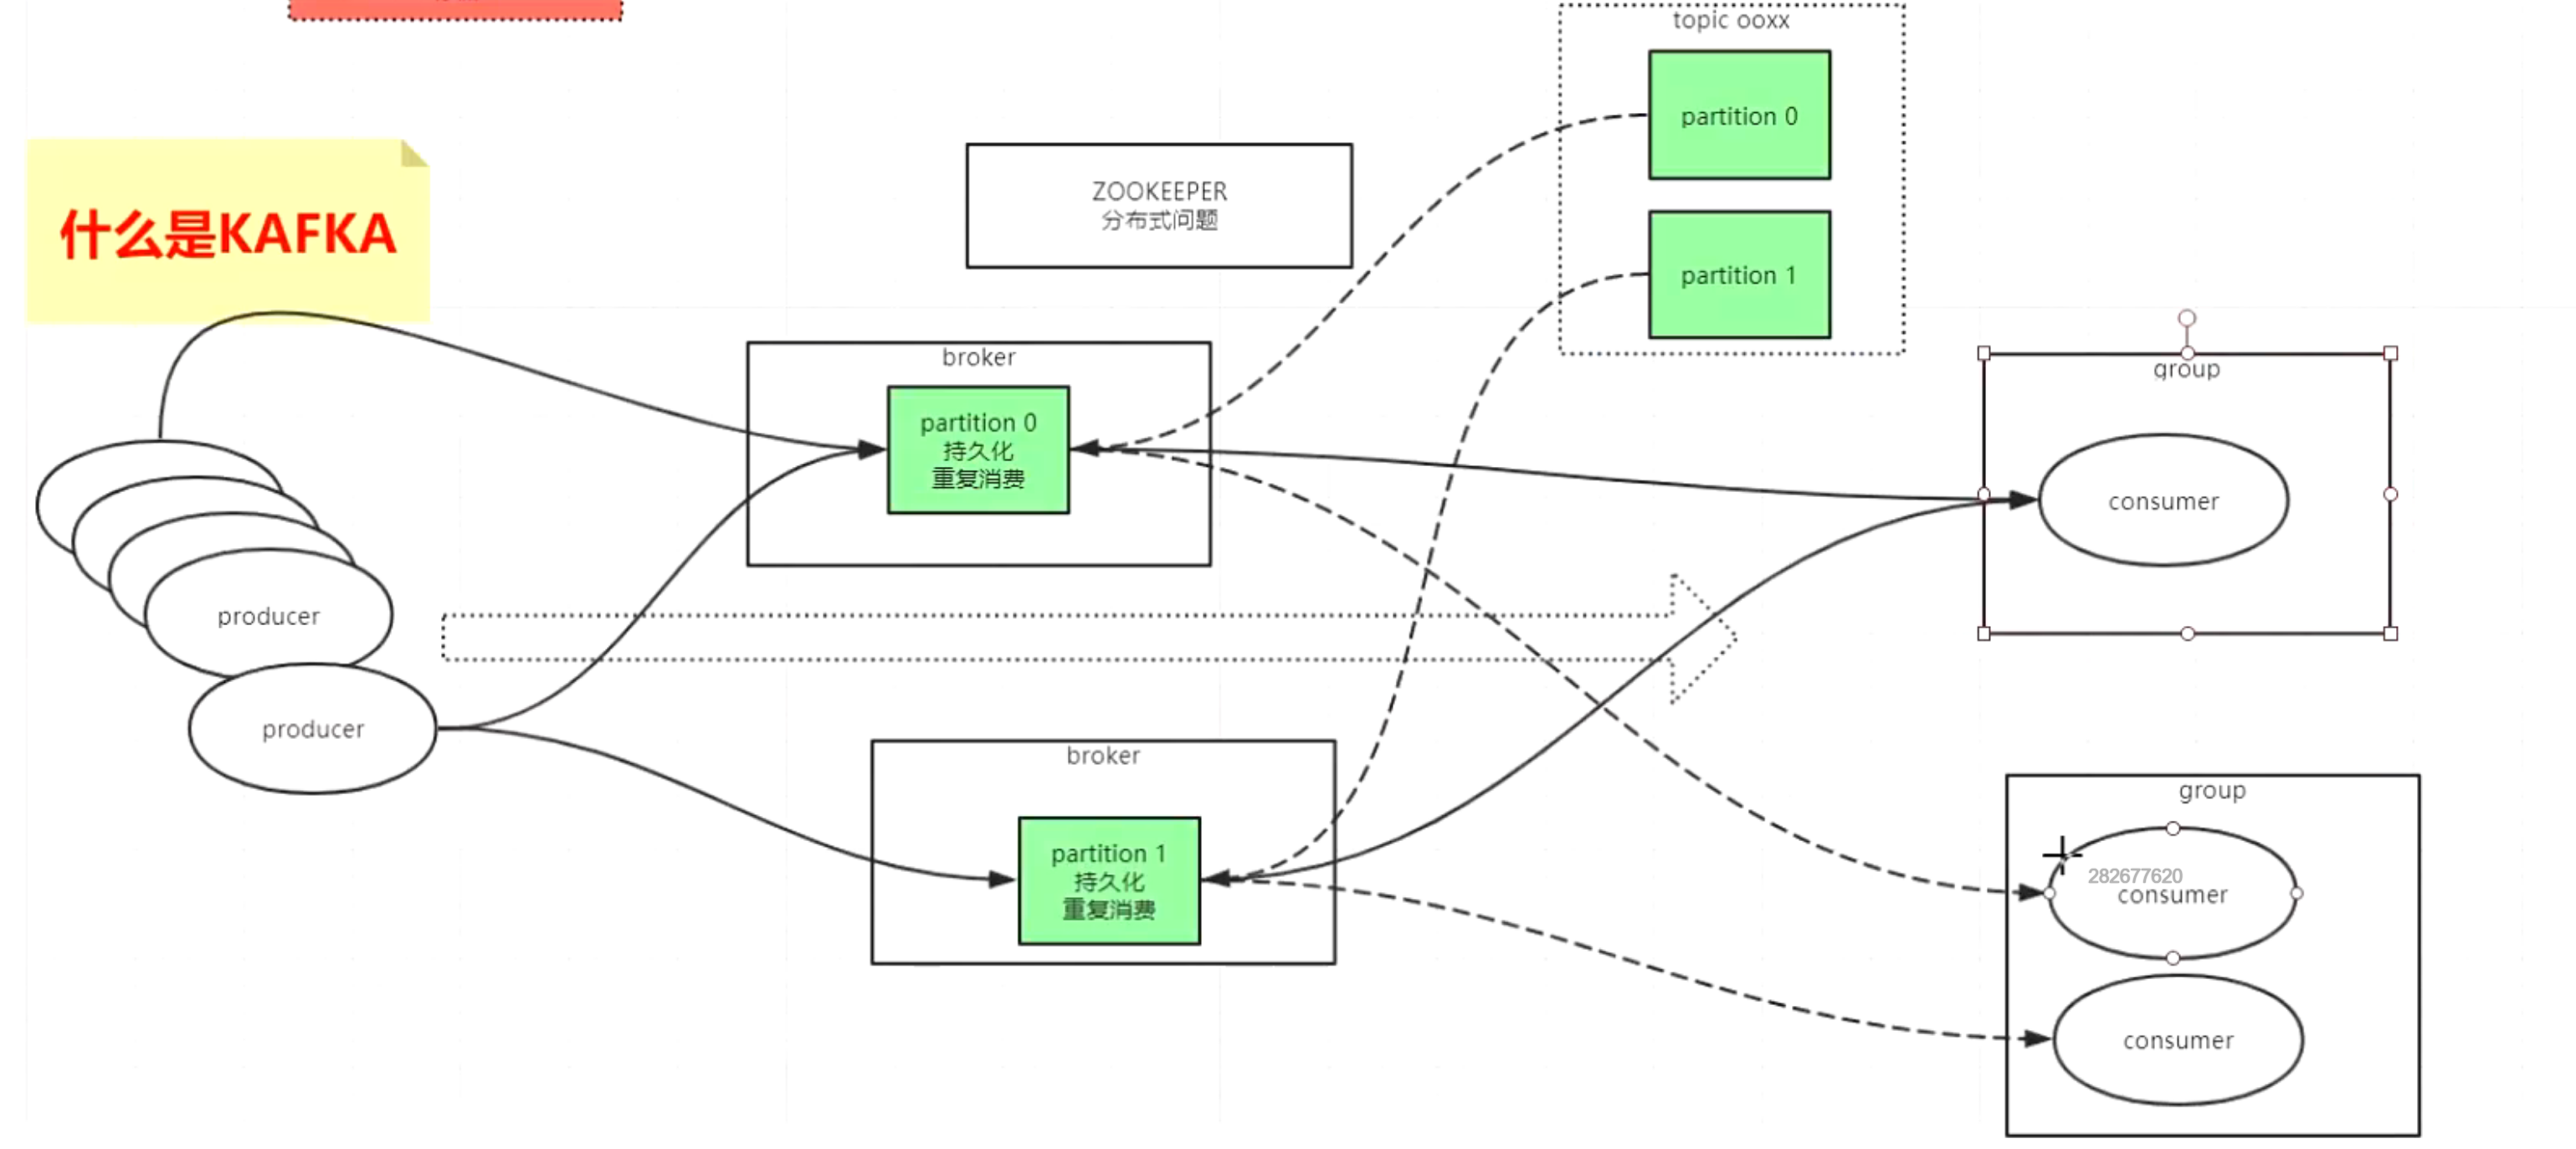 topic ooxx
partition 0
partition 1
ZOOKEEPER
分布式问题
什么是KAFKA
broker
partition 0
持久化
重复消费
group
consumer
producer
producer
broker
partition 1
持久化
重复消费
group
282677620
consumer
consumer